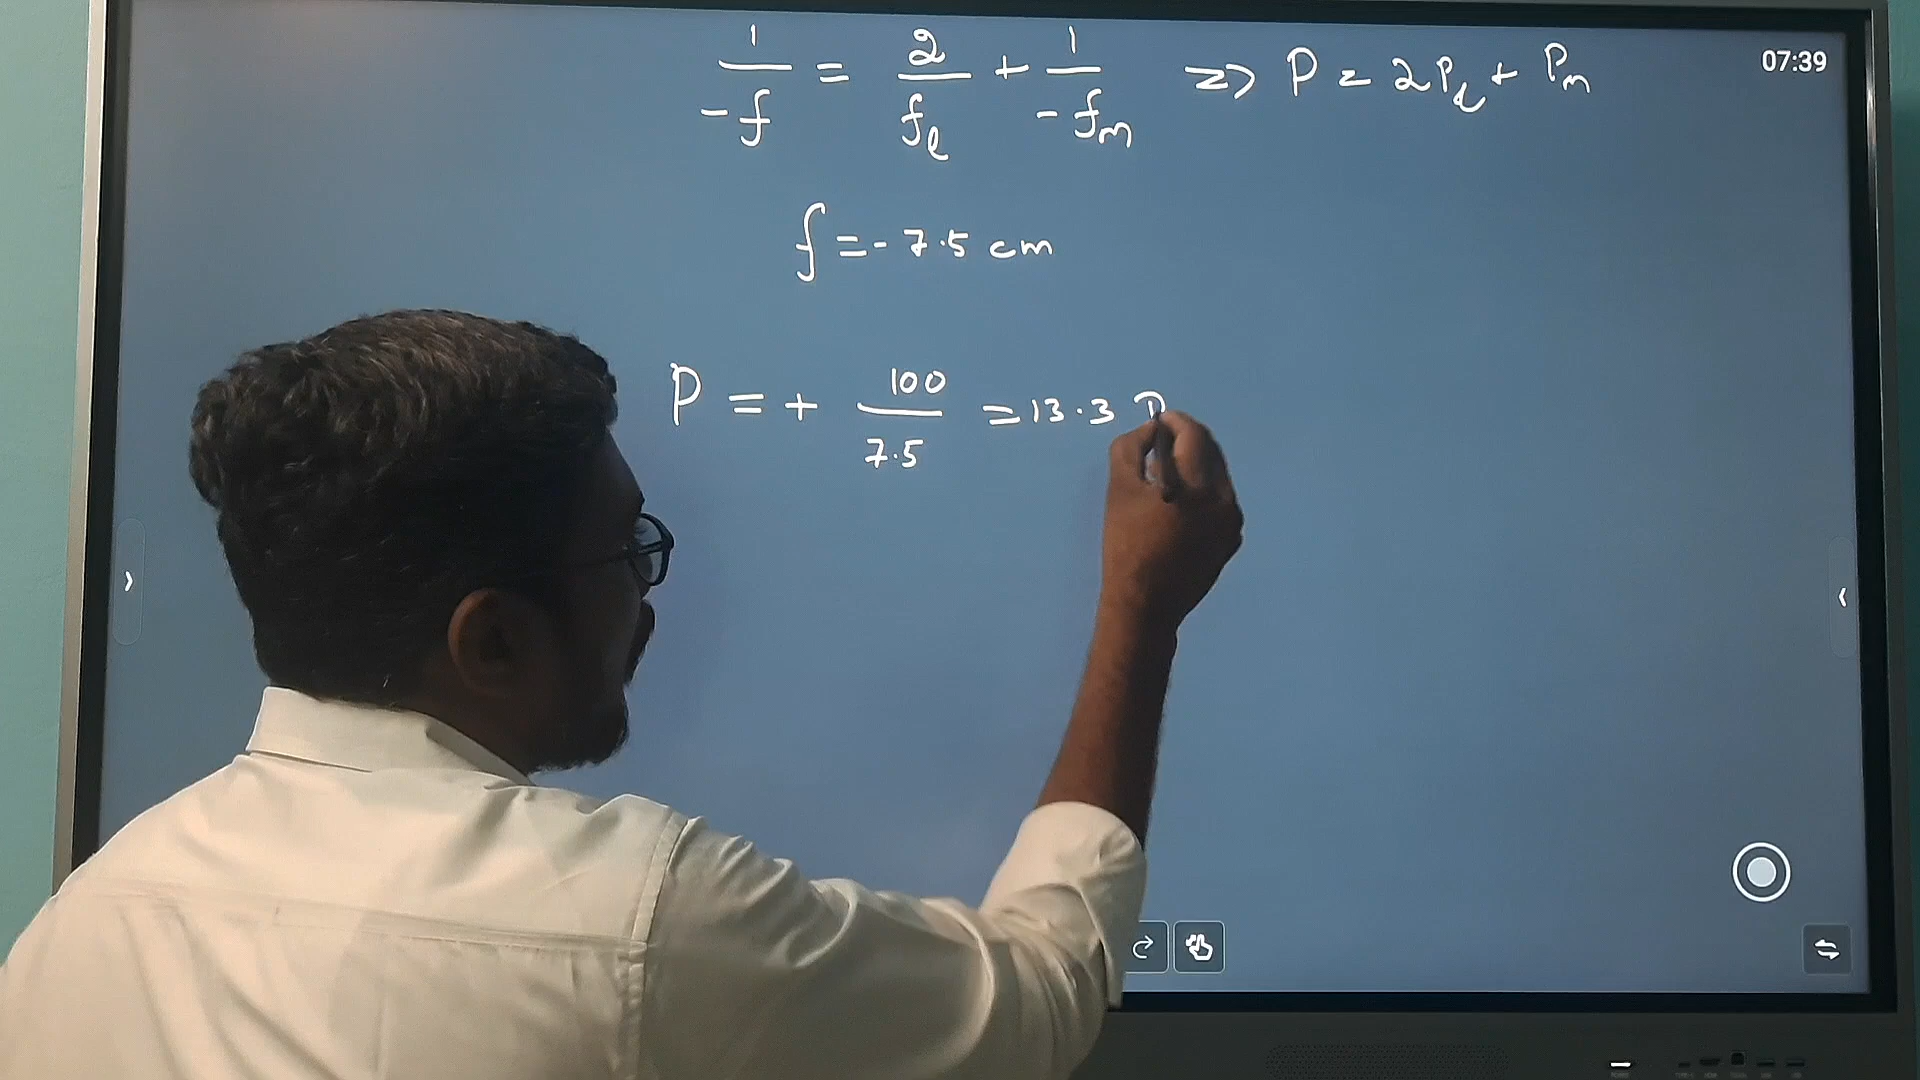 1/-f = 2/fℓ + 1/-fm => P = 2Pℓ + Pm
07:39
f = - 7.5 cm
P = + 100/7.5 = 13.3 D